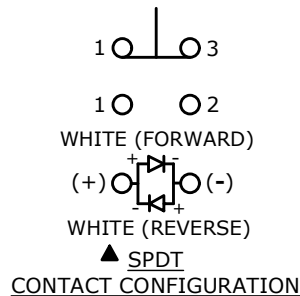 1 3
1 2
WHITE (FORWARD)
+ -
(+) (-)
- +
WHITE (REVERSE)
▲ SPDT
CONTACT CONFIGURATION